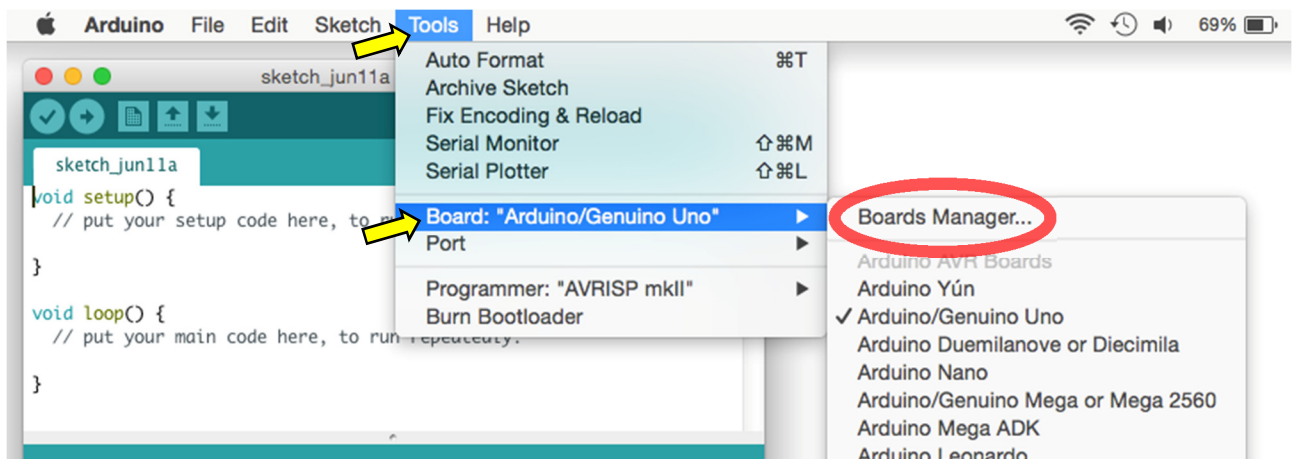 Arduino File Edit Sketch Tools Help 69%
sketch_jun11a
Auto Format ⌘T
Archive Sketch
Fix Encoding & Reload
Serial Monitor ⇧⌘M
Serial Plotter ⇧⌘L
Board: "Arduino/Genuino Uno"
Port
Programmer: "AVRISP mkII"
Burn Bootloader
sketch_jun11a
void setup() {
// put your setup code here, to ru
}
void loop() {
// put your main code here, to run repeatedly:
}
Boards Manager...
Arduino AVR Boards
Arduino Yún
✓ Arduino/Genuino Uno
Arduino Duemilanove or Diecimila
Arduino Nano
Arduino/Genuino Mega or Mega 2560
Arduino Mega ADK
Arduino Leonardo